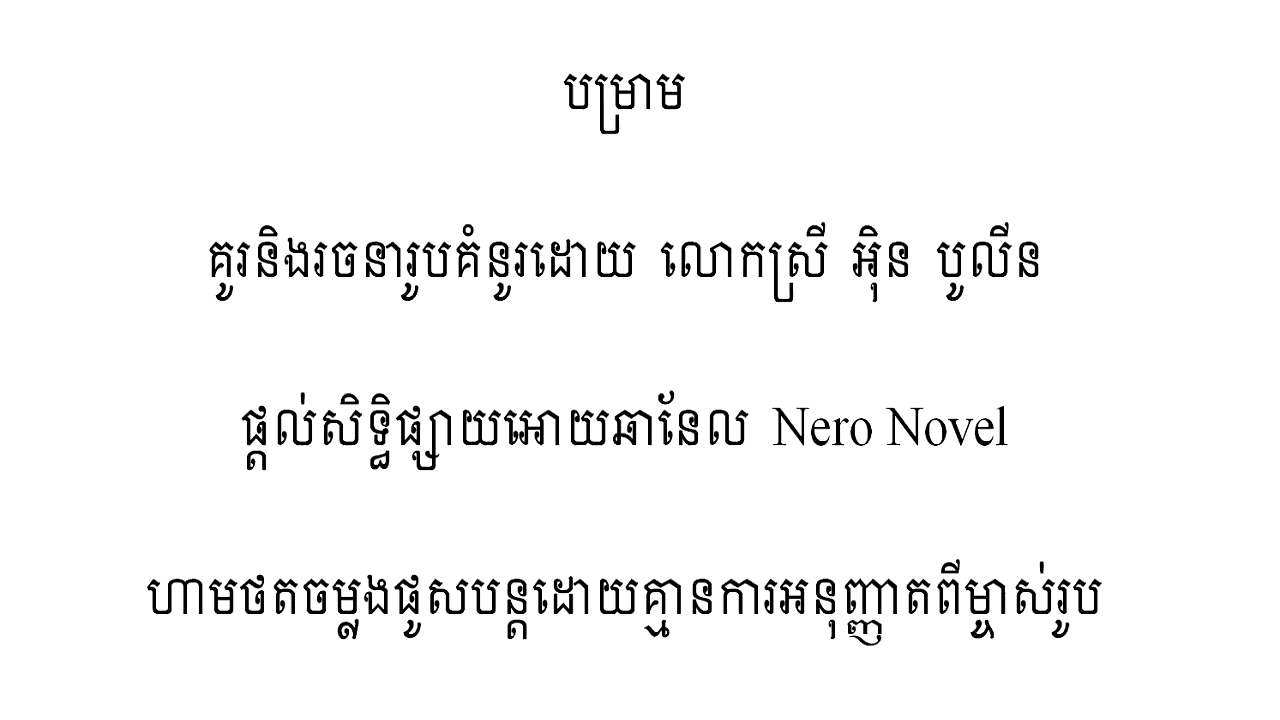 បម្រាម
គូរនិងរចនារូបគំនូរដោយ លោកស្រី អ៊ិន បូលីន
ផ្តល់សិទ្ធិផ្សាយអោយឆានែល Nero Novel
ហាមថតចម្លងផូសបន្តដោយគ្មានការអនុញ្ញាតពីម្ចាស់រូប